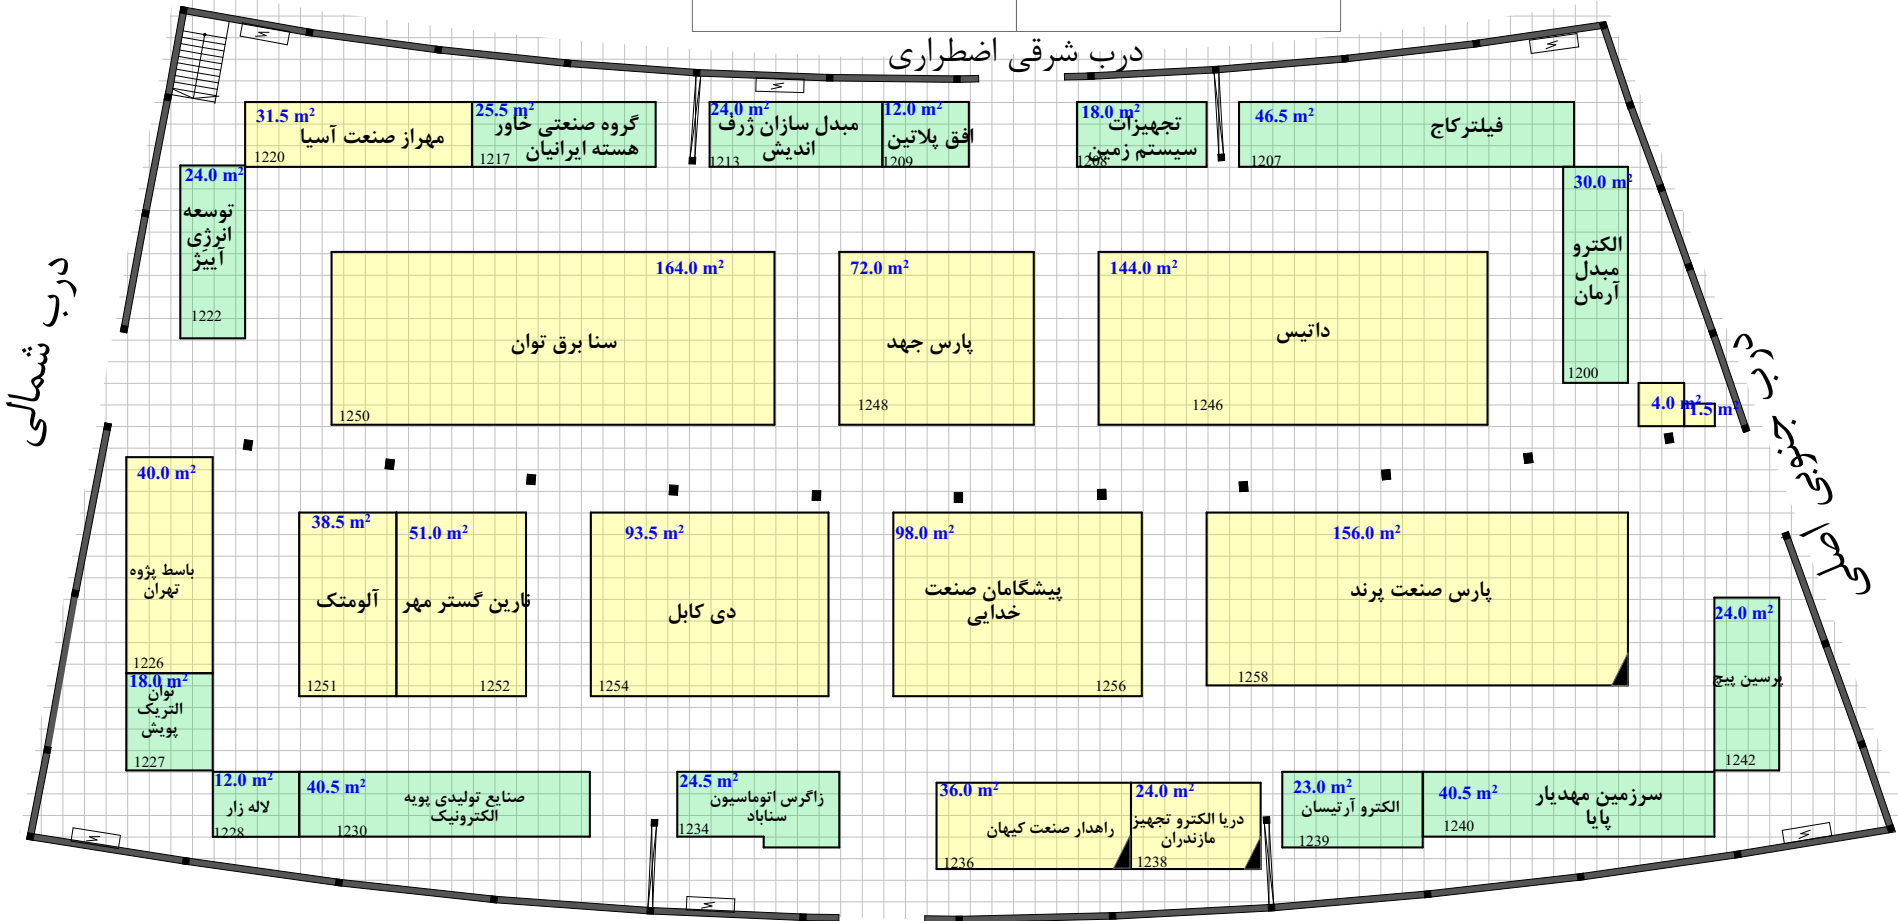 درب شرقی اضطراری
31.5 m²
مهراز صنعت آسیا
1220
25.5 m²
گروه صنعتی خاور
هسته ایرانیان
1217
24.0 m²
مبدل سازان ژرف
اندیش
1213
12.0 m²
افق پلاتین
1209
18.0 m²
تجهیزات
سیستم زمین
1208
46.5 m²
فیلترکاج
1207
24.0 m²
توسعه
انرژی
آییژ
1222
30.0 m²
الکترو
مبدل
آرمان
1200
درب شمالی
164.0 m²
سنا برق توان
1250
72.0 m²
پارس جهد
1248
144.0 m²
داتیس
1246
4.0 m²
1.5 m²
درب جنوبی اصلی
40.0 m²
باسط پژوه
تهران
1226
38.5 m²
آلومتک
1251
51.0 m²
نارین گستر مهر
1252
93.5 m²
دی کابل
1254
98.0 m²
پیشگامان صنعت
خدایی
1256
156.0 m²
پارس صنعت پرند
1258
24.0 m²
پرسین پیچ
1242
18.0 m²
توان
التریک
پویش
1227
12.0 m²
لاله زار
1228
40.5 m²
صنایع تولیدی پویه
الکترونیک
1230
24.5 m²
زاگرس اتوماسیون
سناباد
1234
36.0 m²
راهدار صنعت کیهان
1236
24.0 m²
دریا الکترو تجهیز
مازندران
1238
23.0 m²
الکترو آرتیسان
1239
40.5 m²
سرزمین مهدیار
پایا
1240